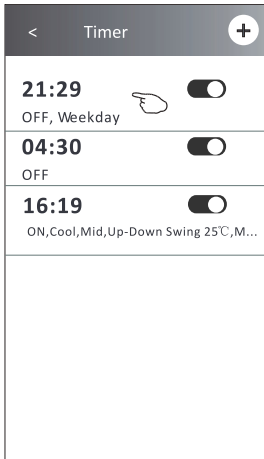 < Timer +
21:29
OFF, Weekday
04:30
OFF
16:19
ON,Cool,Mid,Up-Down Swing 25℃,M...